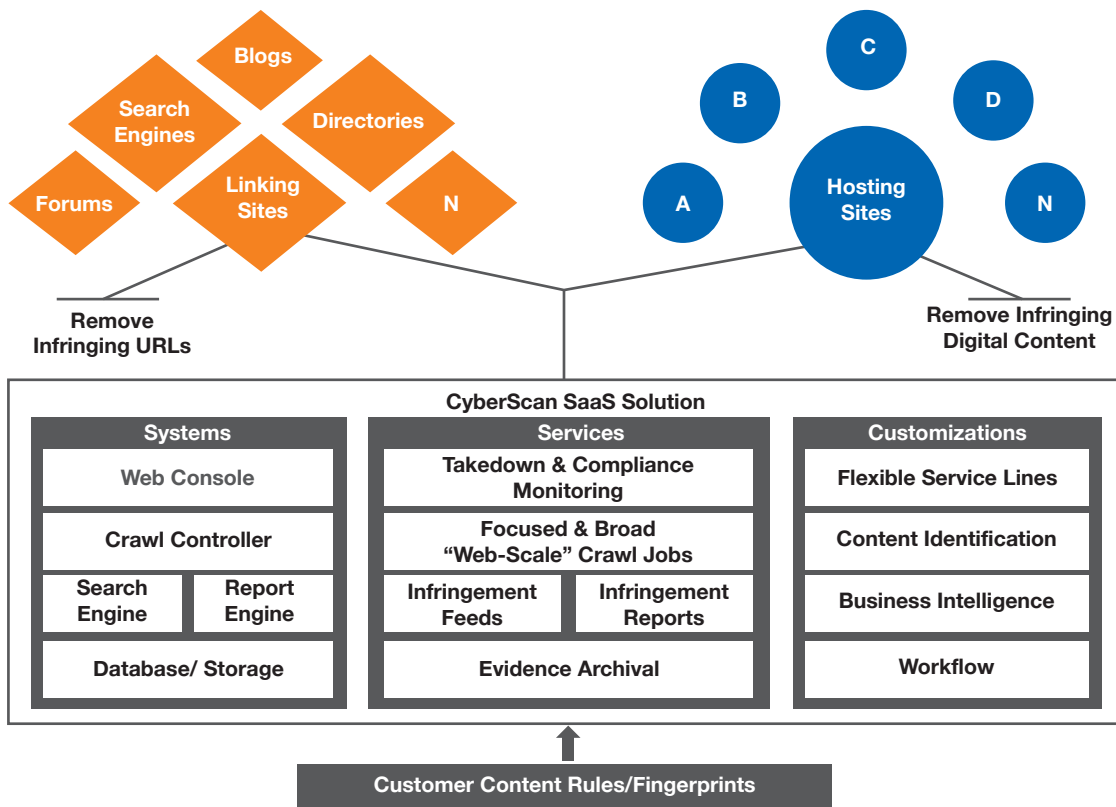 Blogs
Search
Engines
Directories
Forums
Linking
Sites
N
C
B
D
A
Hosting
Sites
N
Remove
Infringing URLs
Remove Infringing
Digital Content
CyberScan SaaS Solution
Systems
Web Console
Crawl Controller
Search
Engine
Report
Engine
Database/ Storage
Services
Takedown & Compliance
Monitoring
Focused & Broad
“Web-Scale” Crawl Jobs
Infringement
Feeds
Infringement
Reports
Evidence Archival
Customizations
Flexible Service Lines
Content Identification
Business Intelligence
Workflow
Customer Content Rules/Fingerprints